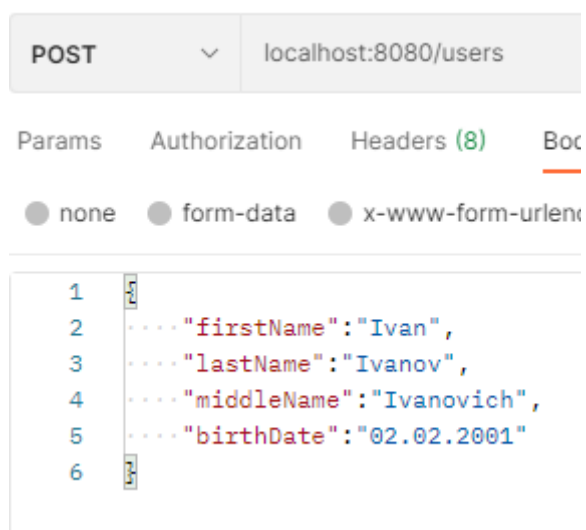 POST localhost:8080/users
Params Authorization Headers (8)
none form-data
1 {
2 "firstName":"Ivan",
3 "lastName":"Ivanov",
4 "middleName":"Ivanovich",
5 "birthDate":"02.02.2001"
6 }